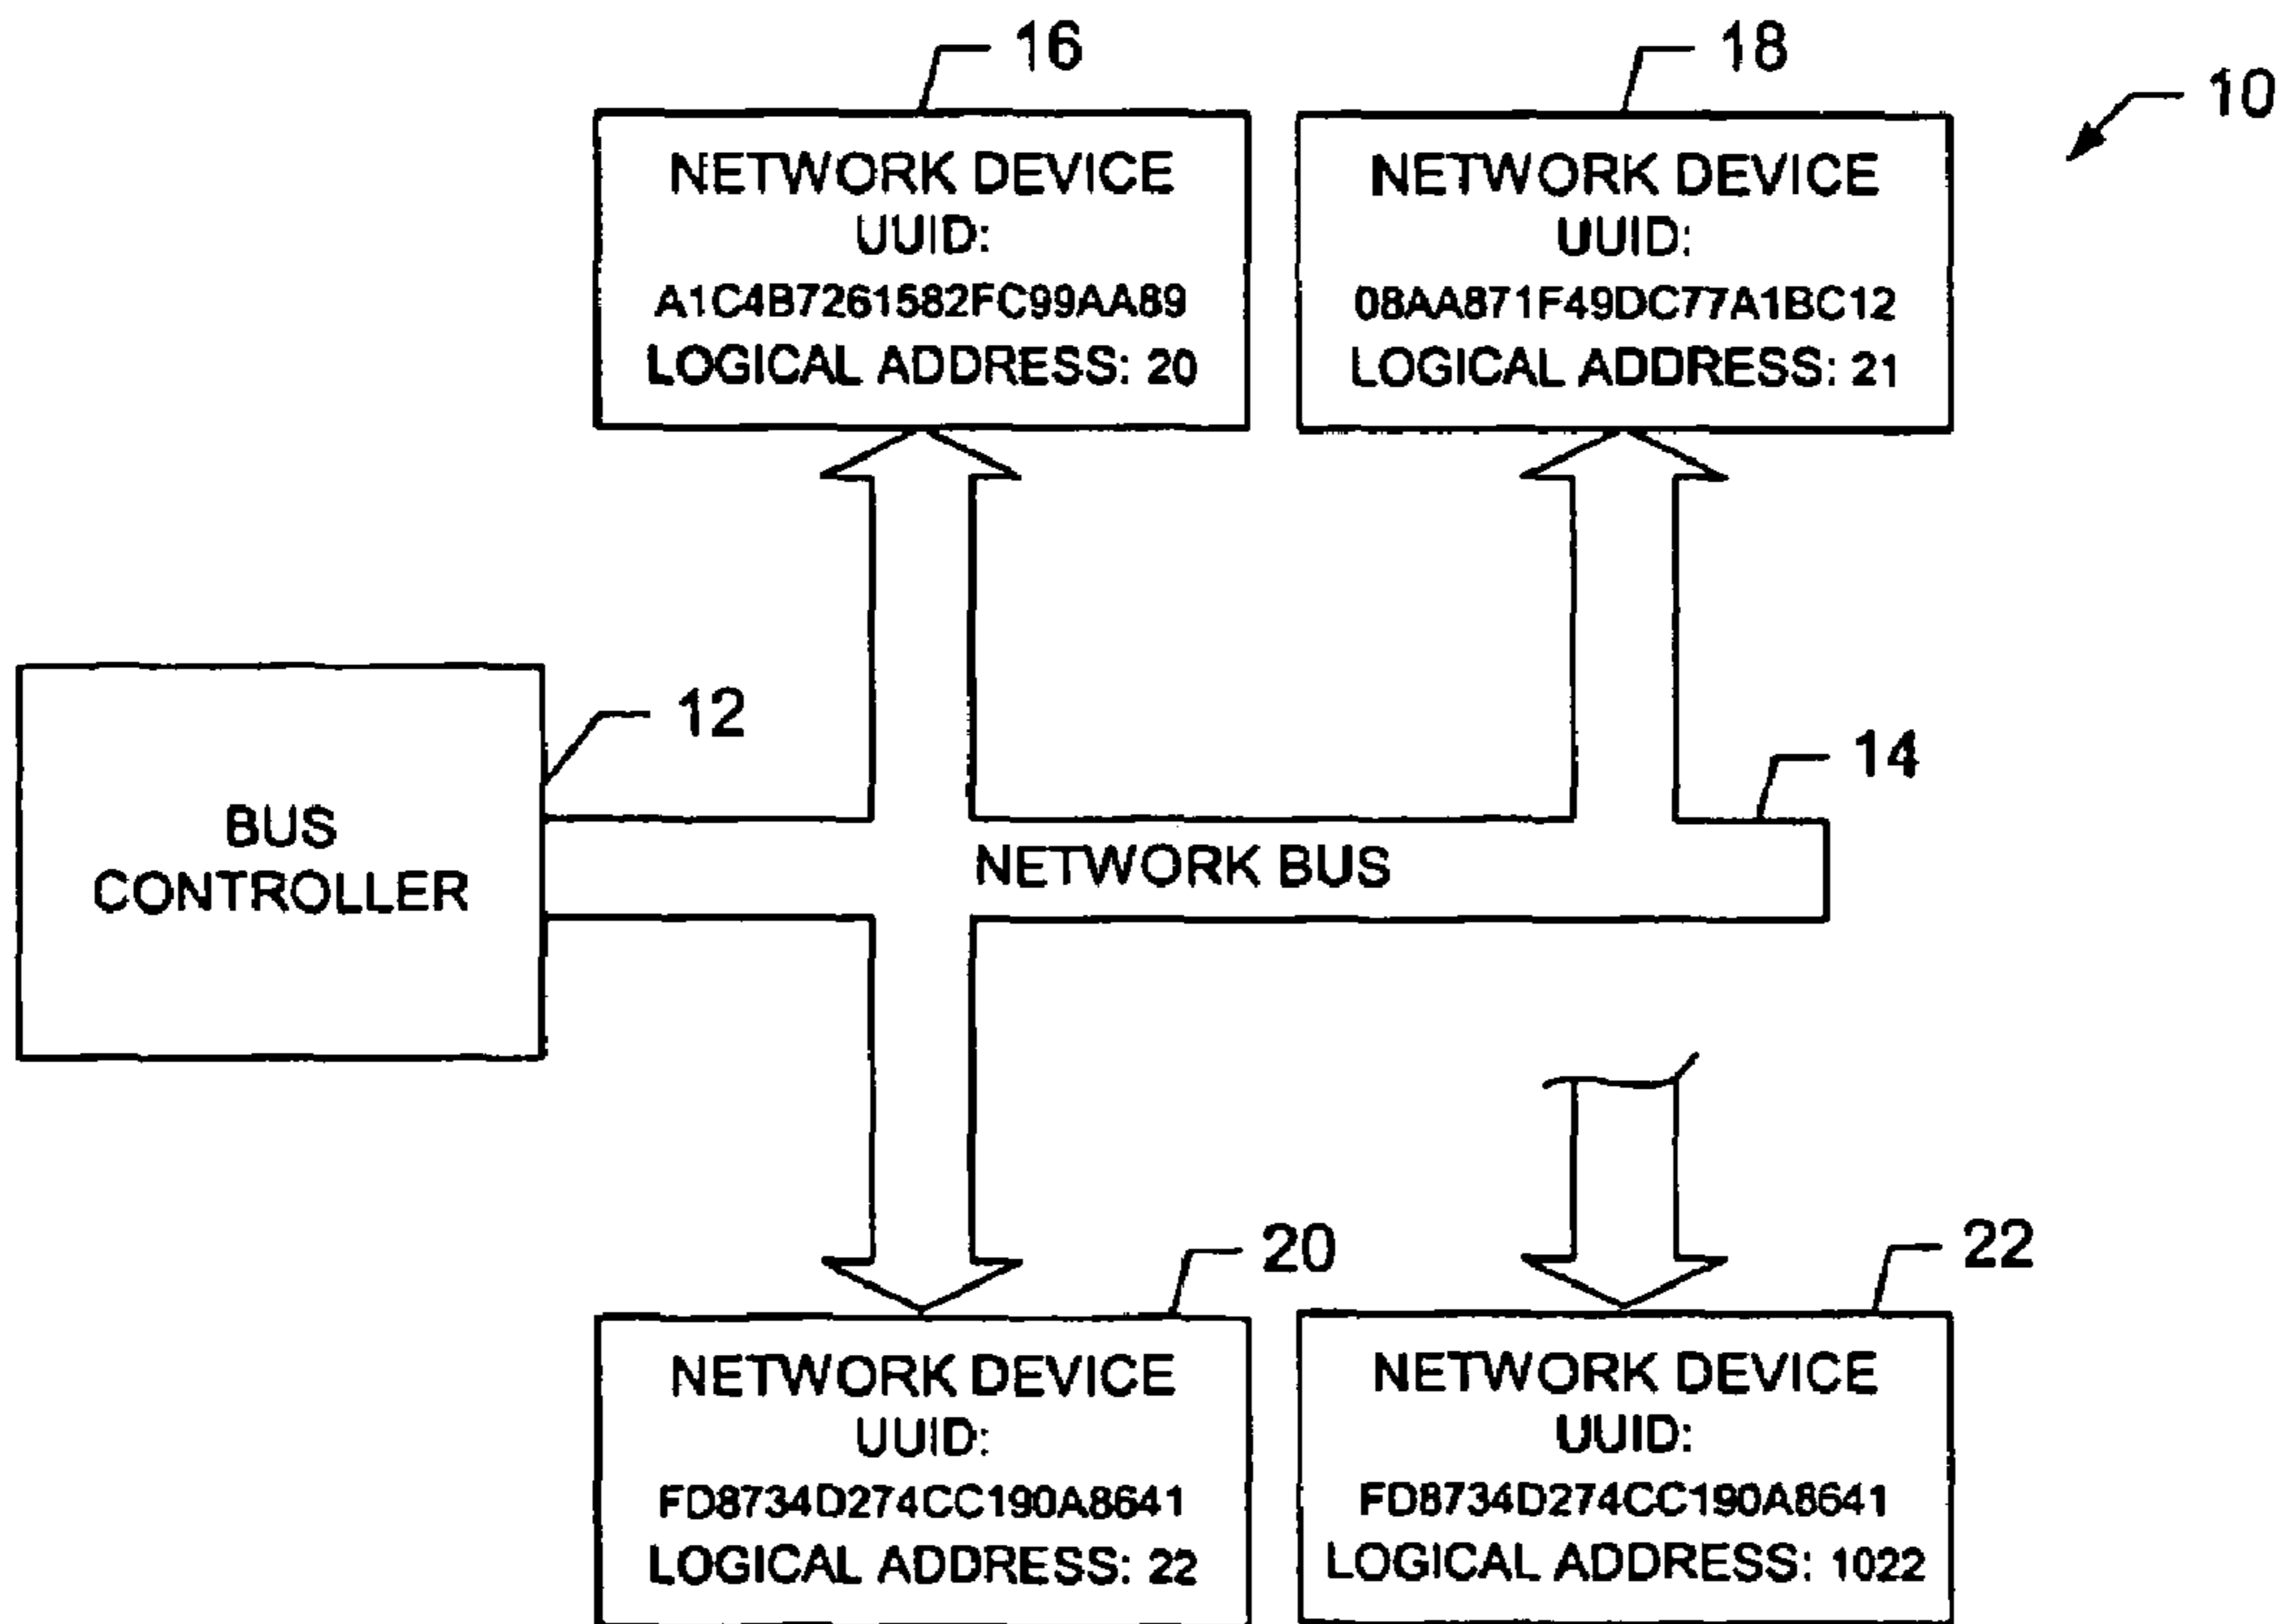 16
18
10
NETWORK DEVICE
UUID:
A1C4B7261582FC99AA89
LOGICAL ADDRESS: 20
NETWORK DEVICE
UUID:
08AA871F49DC77A1BC12
LOGICAL ADDRESS: 21
12
14
BUS
CONTROLLER
NETWORK BUS
20
22
NETWORK DEVICE
UUID:
FD8734D274CC190A8641
LOGICAL ADDRESS: 22
NETWORK DEVICE
UUID:
FD8734D274CC190A8641
LOGICAL ADDRESS: 1022